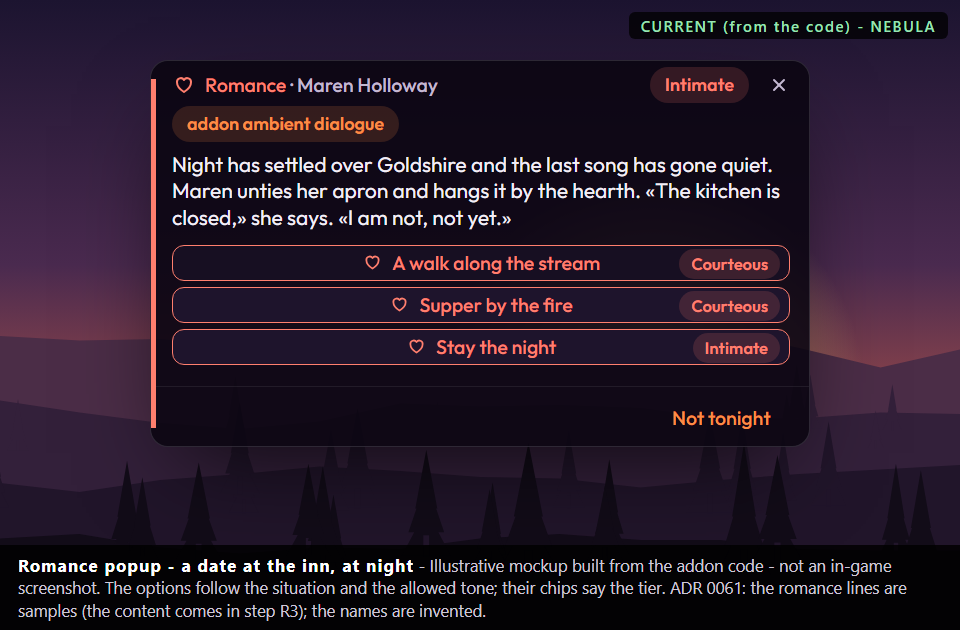 CURRENT (from the code) - NEBULA
Romance · Maren Holloway
Intimate
addon ambient dialogue
Night has settled over Goldshire and the last song has gone quiet.
Maren unties her apron and hangs it by the hearth. «The kitchen is
closed,» she says. «I am not, not yet.»
A walk along the stream
Courteous
Supper by the fire
Courteous
Stay the night
Intimate
Not tonight
Romance popup - a date at the inn, at night - Illustrative mockup built from the addon code - not an in-game
screenshot. The options follow the situation and the allowed tone; their chips say the tier. ADR 0061: the romance lines are
samples (the content comes in step R3); the names are invented.